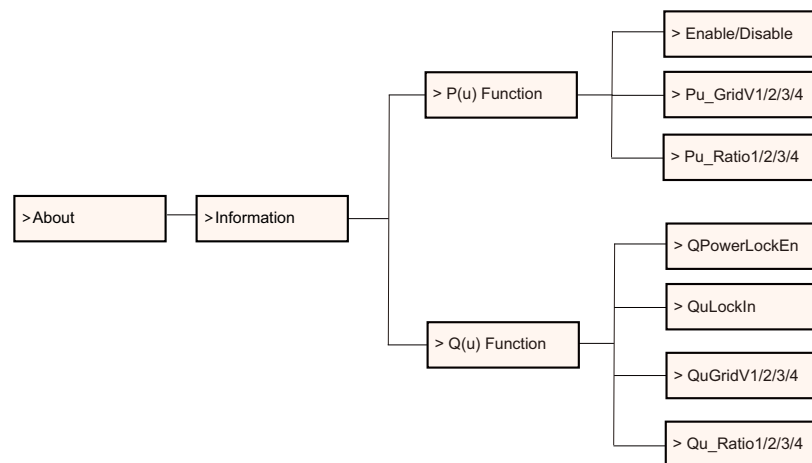 >About
>Information
> P(u) Function
> Enable/Disable
> Pu_GridV1/2/3/4
> Pu_Ratio1/2/3/4
> Q(u) Function
> QPowerLockEn
> QuLockIn
> QuGridV1/2/3/4
> Qu_Ratio1/2/3/4